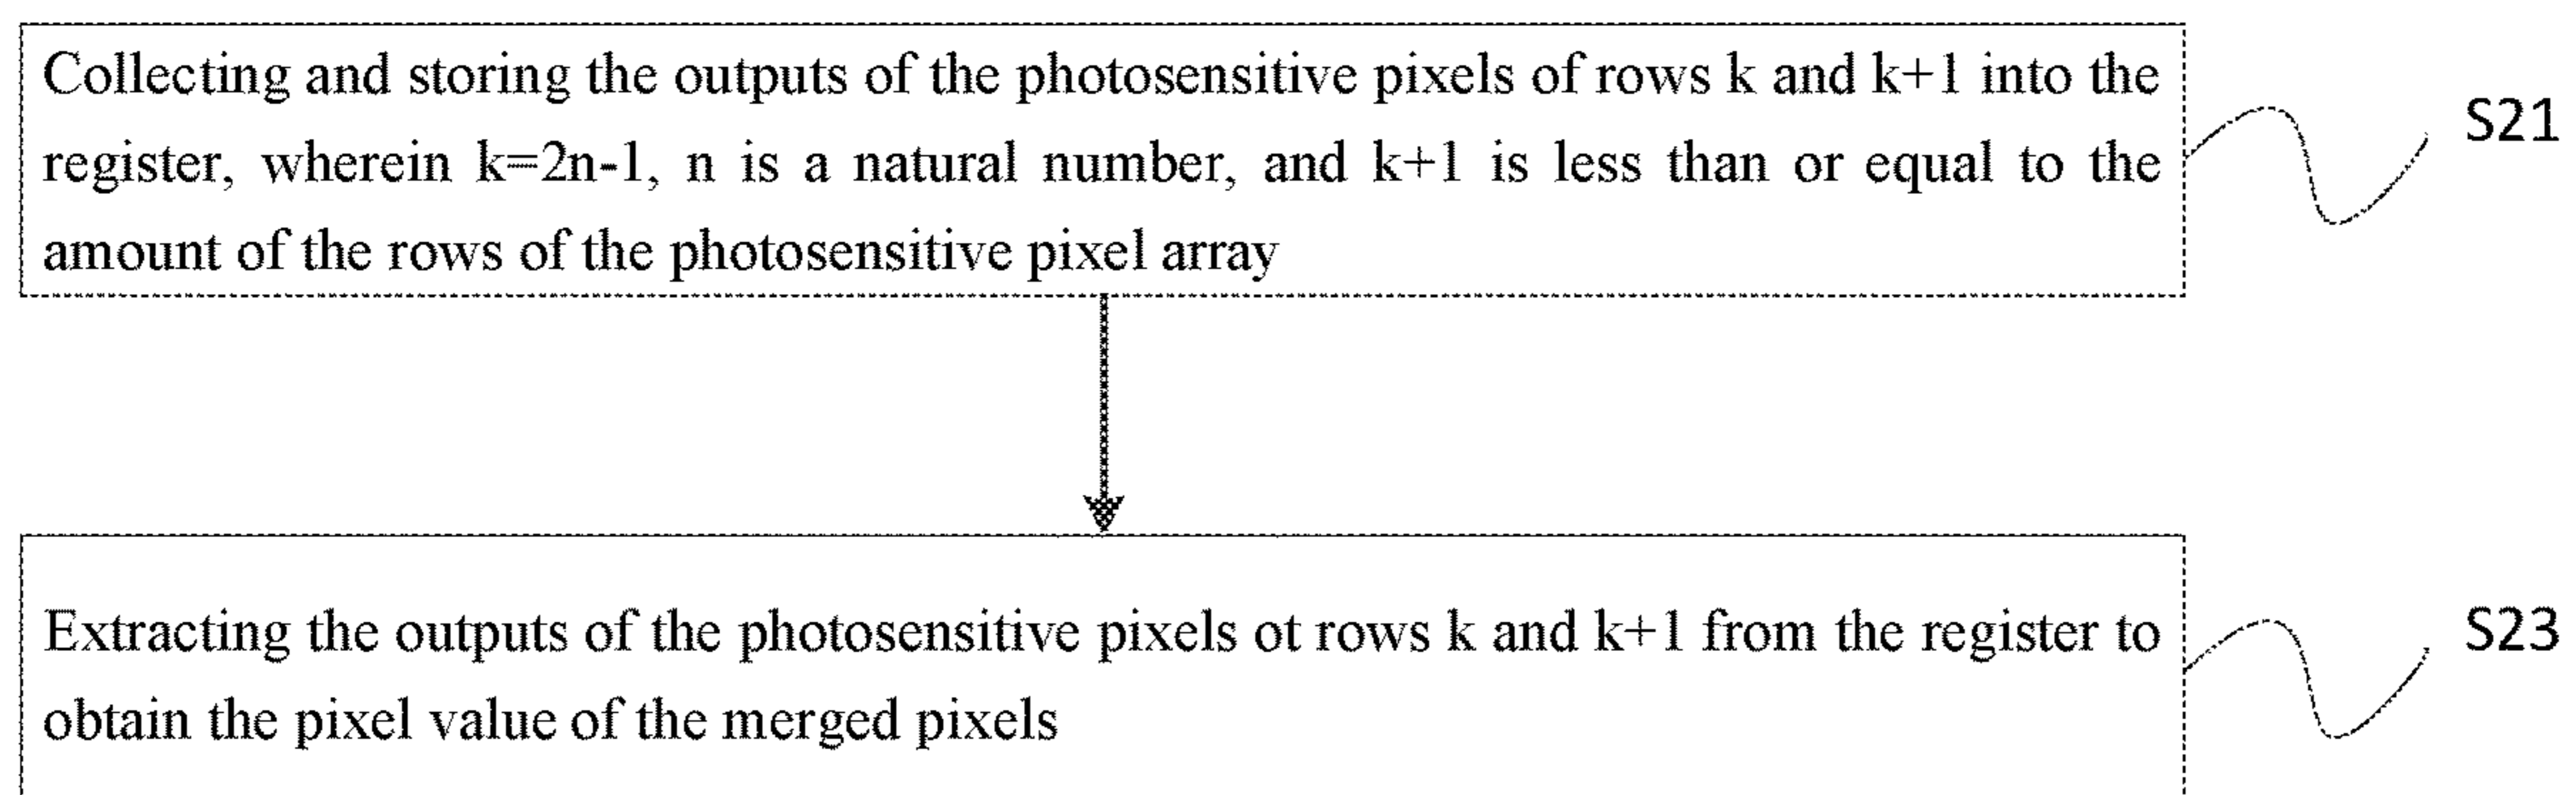 Collecting and storing the outputs of the photosensitive pixels of rows k and k+1 into the
register, wherein k=2n-1, n is a natural number, and k+1 is less than or equal to the
amount of the rows of the photosensitive pixel array
S21
Extracting the outputs of the photosensitive pixels ot rows k and k+1 from the register to
obtain the pixel value of the merged pixels
S23